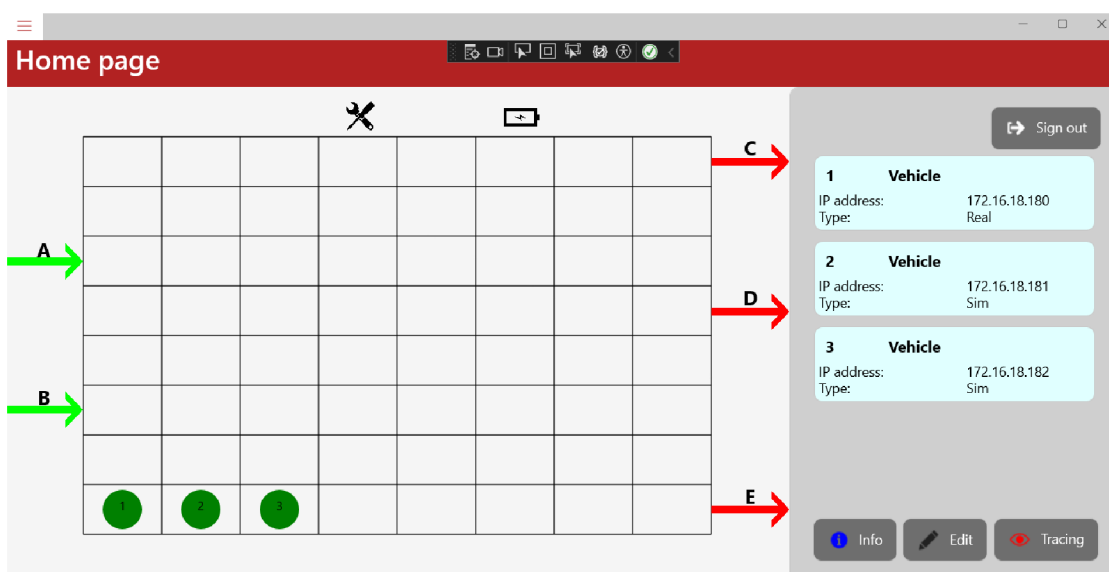 Home page
Sign out
C
1 Vehicle
IP address: 172.16.18.180
Type: Real
A
2 Vehicle
IP address: 172.16.18.181
Type: Sim
D
3 Vehicle
IP address: 172.16.18.182
Type: Sim
B
1 2 3
E
Info Edit Tracing